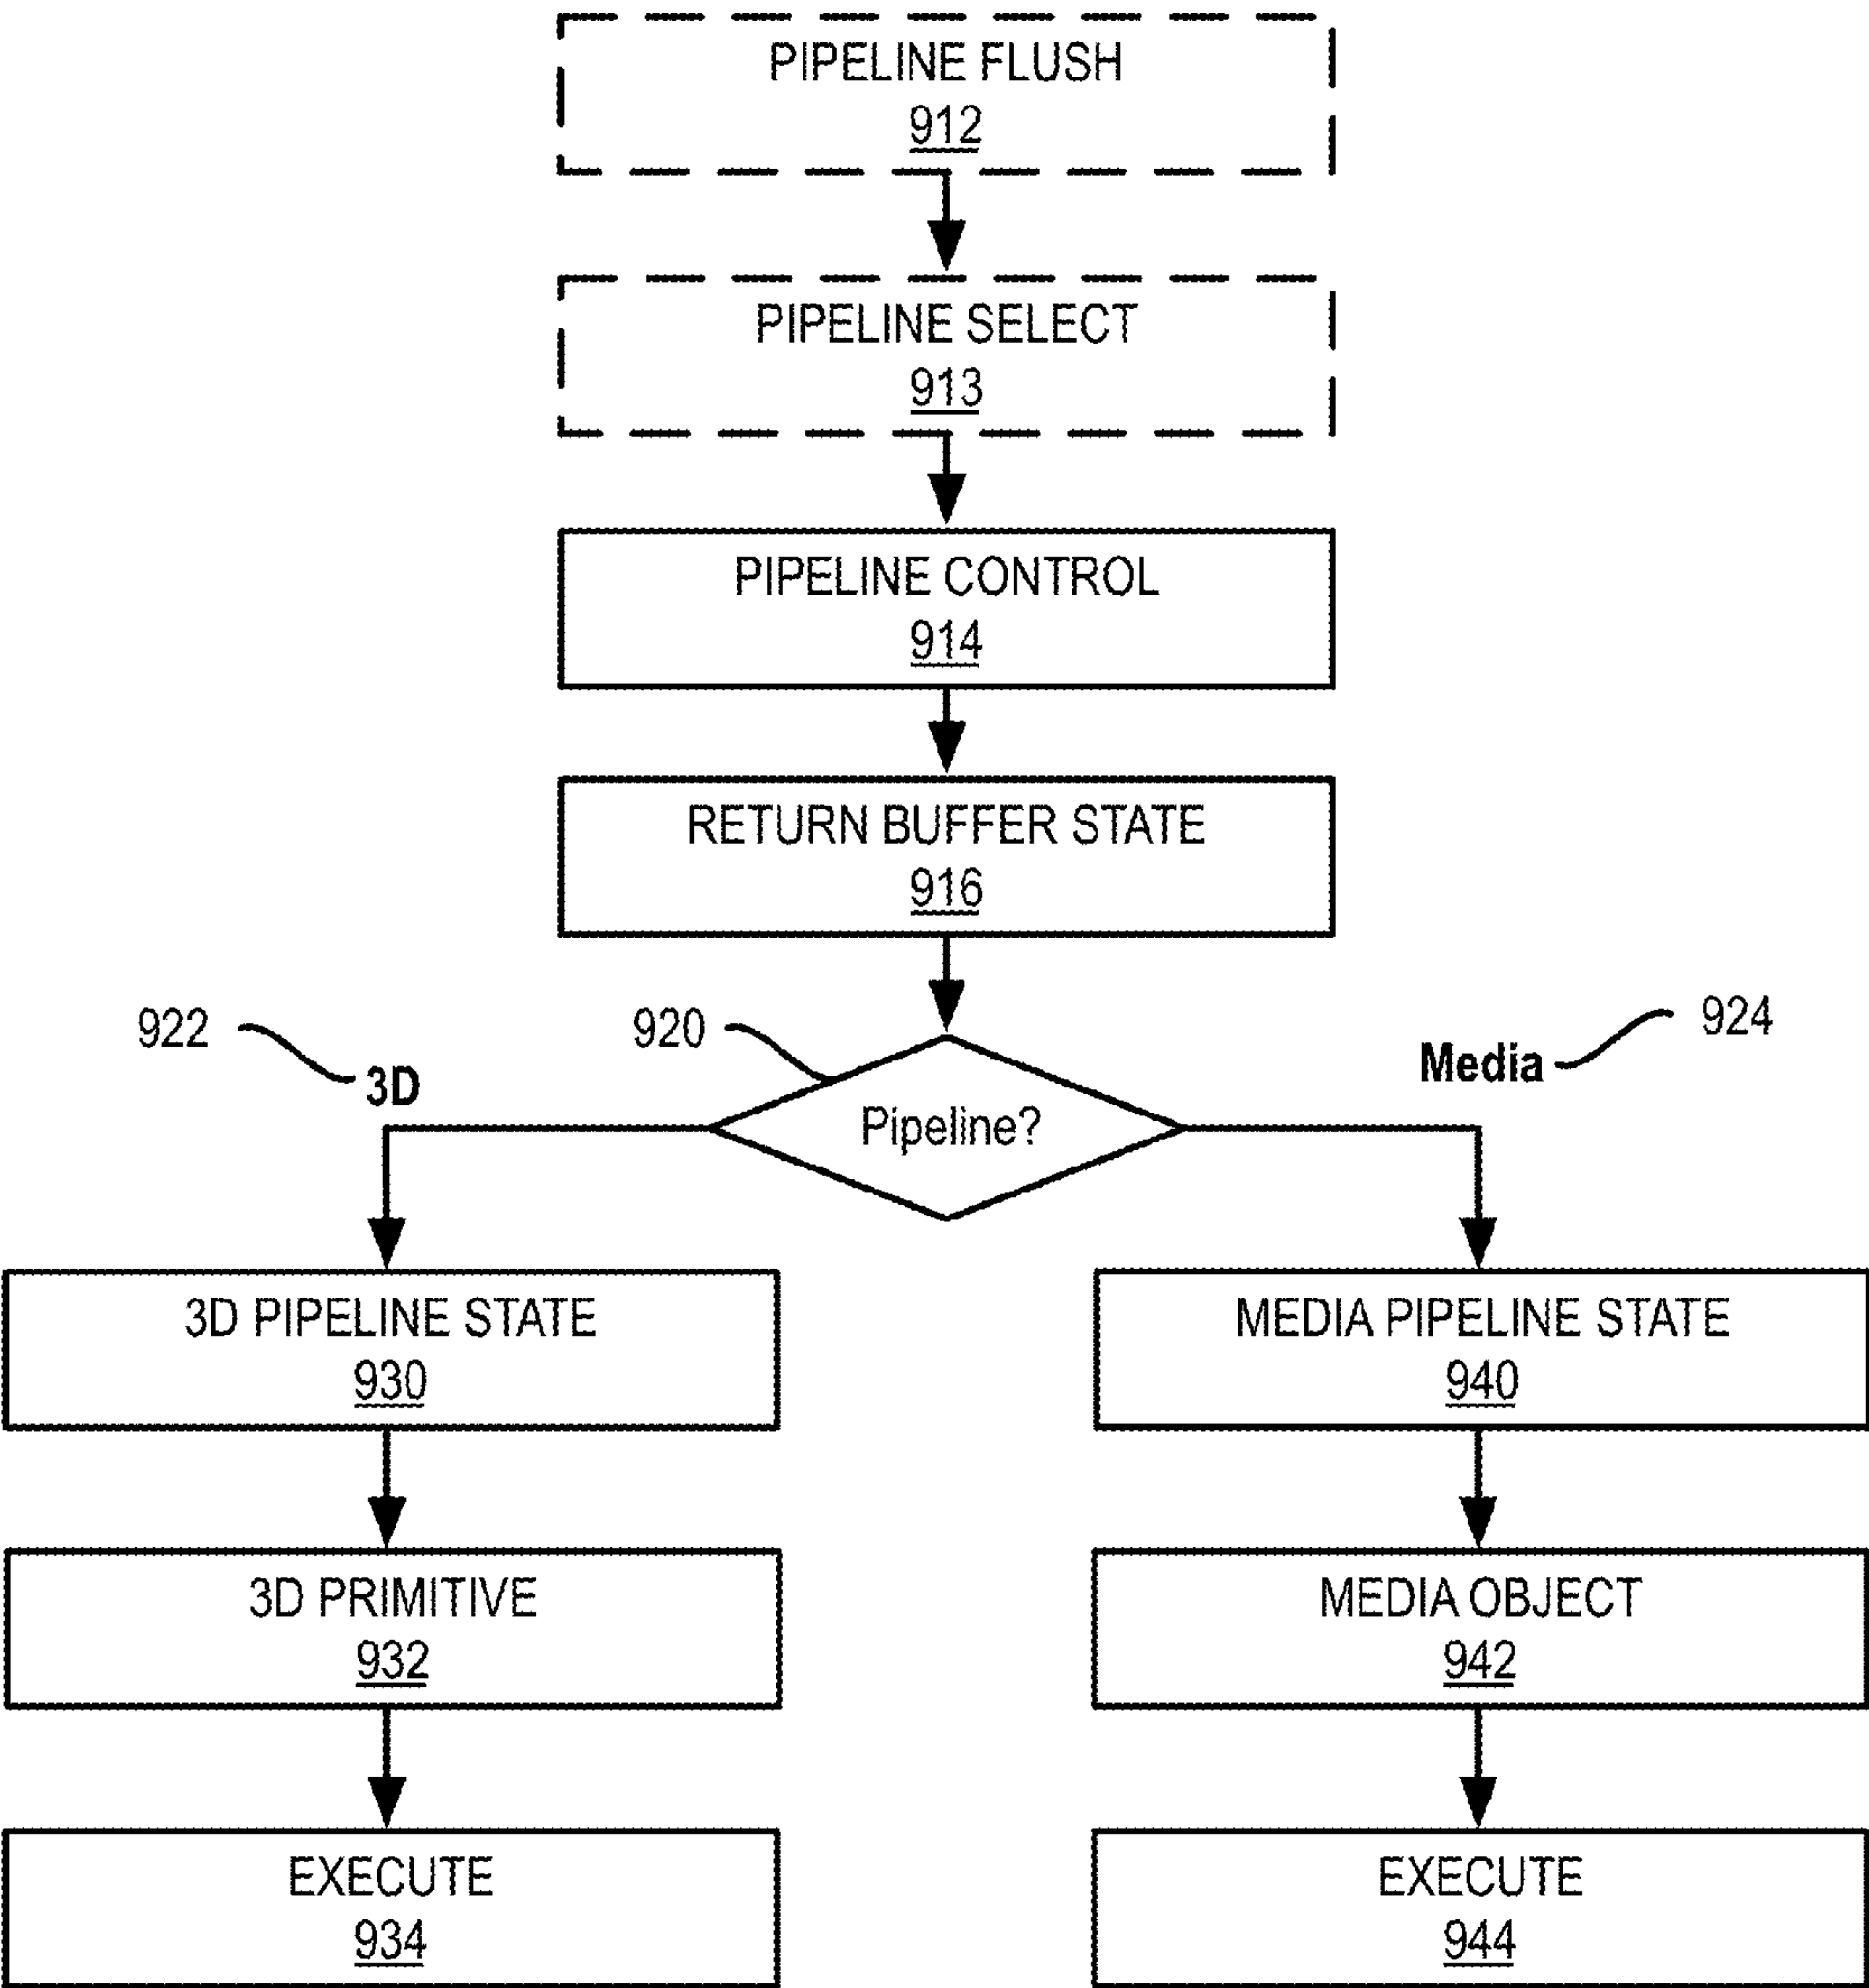 PIPELINE FLUSH
912
PIPELINE SELECT
913
PIPELINE CONTROL
914
RETURN BUFFER STATE
916
922
920
924
3D
Media
Pipeline?
3D PIPELINE STATE
930
MEDIA PIPELINE STATE
940
3D PRIMITIVE
932
MEDIA OBJECT
942
EXECUTE
934
EXECUTE
944